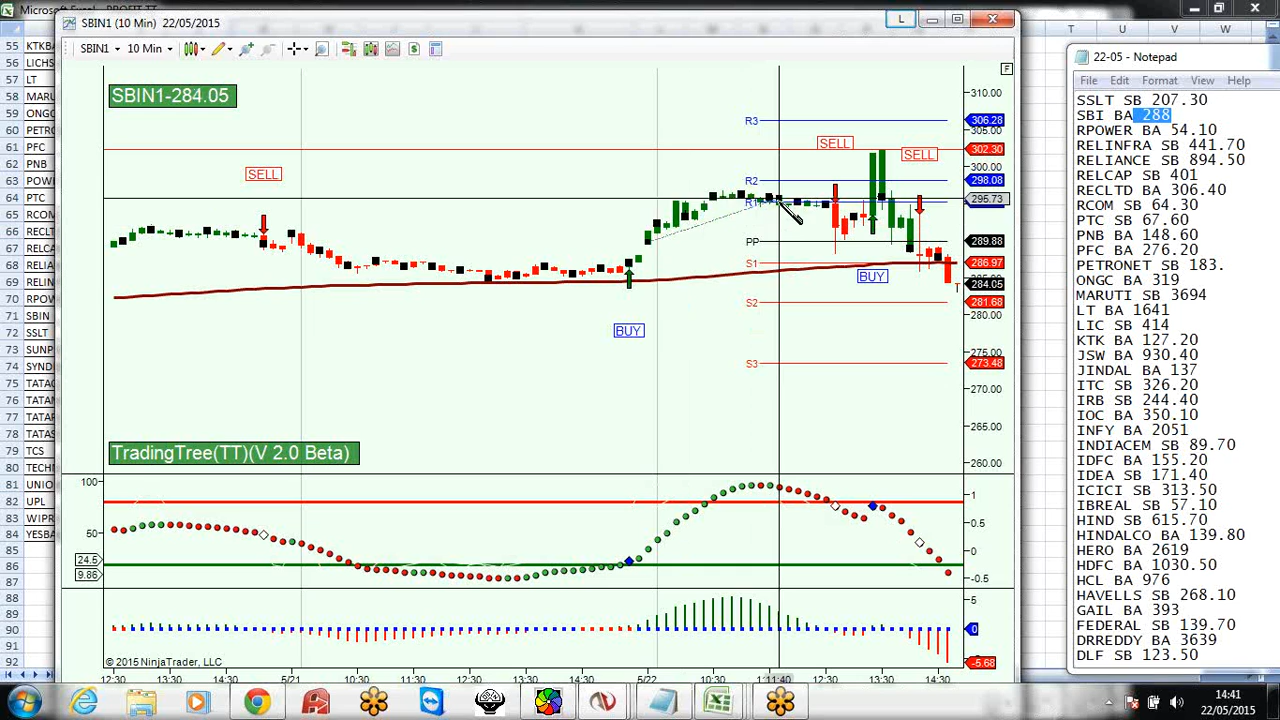 Microsoft Excel - PROFIT TT
SBIN1 (10 Min) 22/05/2015
L
SBIN1 10 Min
F
SBIN1-284.05
SELL
SELL
SELL
BUY
BUY
R3
R2
R1
PP
S1
S2
S3
310.00
306.28
305.00
302.30
300.00
298.08
295.73
289.88
286.97
284.05
281.68
280.00
275.00
273.48
270.00
265.00
260.00
TradingTree(TT)(V 2.0 Beta)
100
50
24.5
9.86
1
0.5
0
-0.5
5
0
-5.68
© 2015 NinjaTrader, LLC
12:30
5/21
10:30
11:30
12:30
13:30
14:30
5/22
10:30
12:30
13:30
14:30
55 KTKBA
56 LICHS
57 LT
58 MARU
59 ONGC
60 PETRO
61 PFC
62 PNB
63 PTC
64 RCOM
65 RECLT
66 RELCA
67 RELIA
68 RELIN
69 RPOW
70 SBIN
71 SSLT
72 SUNP
73 SYND
74 TATAC
75 TATAG
76 TATAM
77 TATAS
78 TCS
79 TECHN
80 UNIO
81 UPL
82 WIPR
83 YESBA
84
85
86
87
88
89
90
91
92
T U V W
22-05 - Notepad
File Edit Format View Help
SSLT SB 207.30
SBI BA 288
RPOWER BA 54.10
RELINFRA SB 441.70
RELIANCE SB 894.50
RELCAP SB 401
RECLTD BA 306.40
RCOM SB 64.30
PTC SB 67.60
PNB BA 148.60
PFC BA 276.20
PETRONET SB 183.
ONGC BA 319
MARUTI SB 3694
LT BA 1641
LIC SB 414
KTK BA 127.20
JSW BA 930.40
JINDAL BA 137
ITC SB 326.20
IRB SB 244.40
IOC BA 350.10
INFY BA 2051
INDIACEM SB 89.70
IDFC BA 155.20
IDEA SB 171.40
ICICI SB 313.50
IBREAL SB 57.10
HIND SB 615.70
HINDALCO BA 139.80
HERO BA 2619
HDFC BA 1030.50
HCL BA 976
HAVELLS SB 268.10
GAIL BA 393
FEDERAL SB 139.70
DRREDDY BA 3639
DLF SB 123.50
14:41
22/05/2015